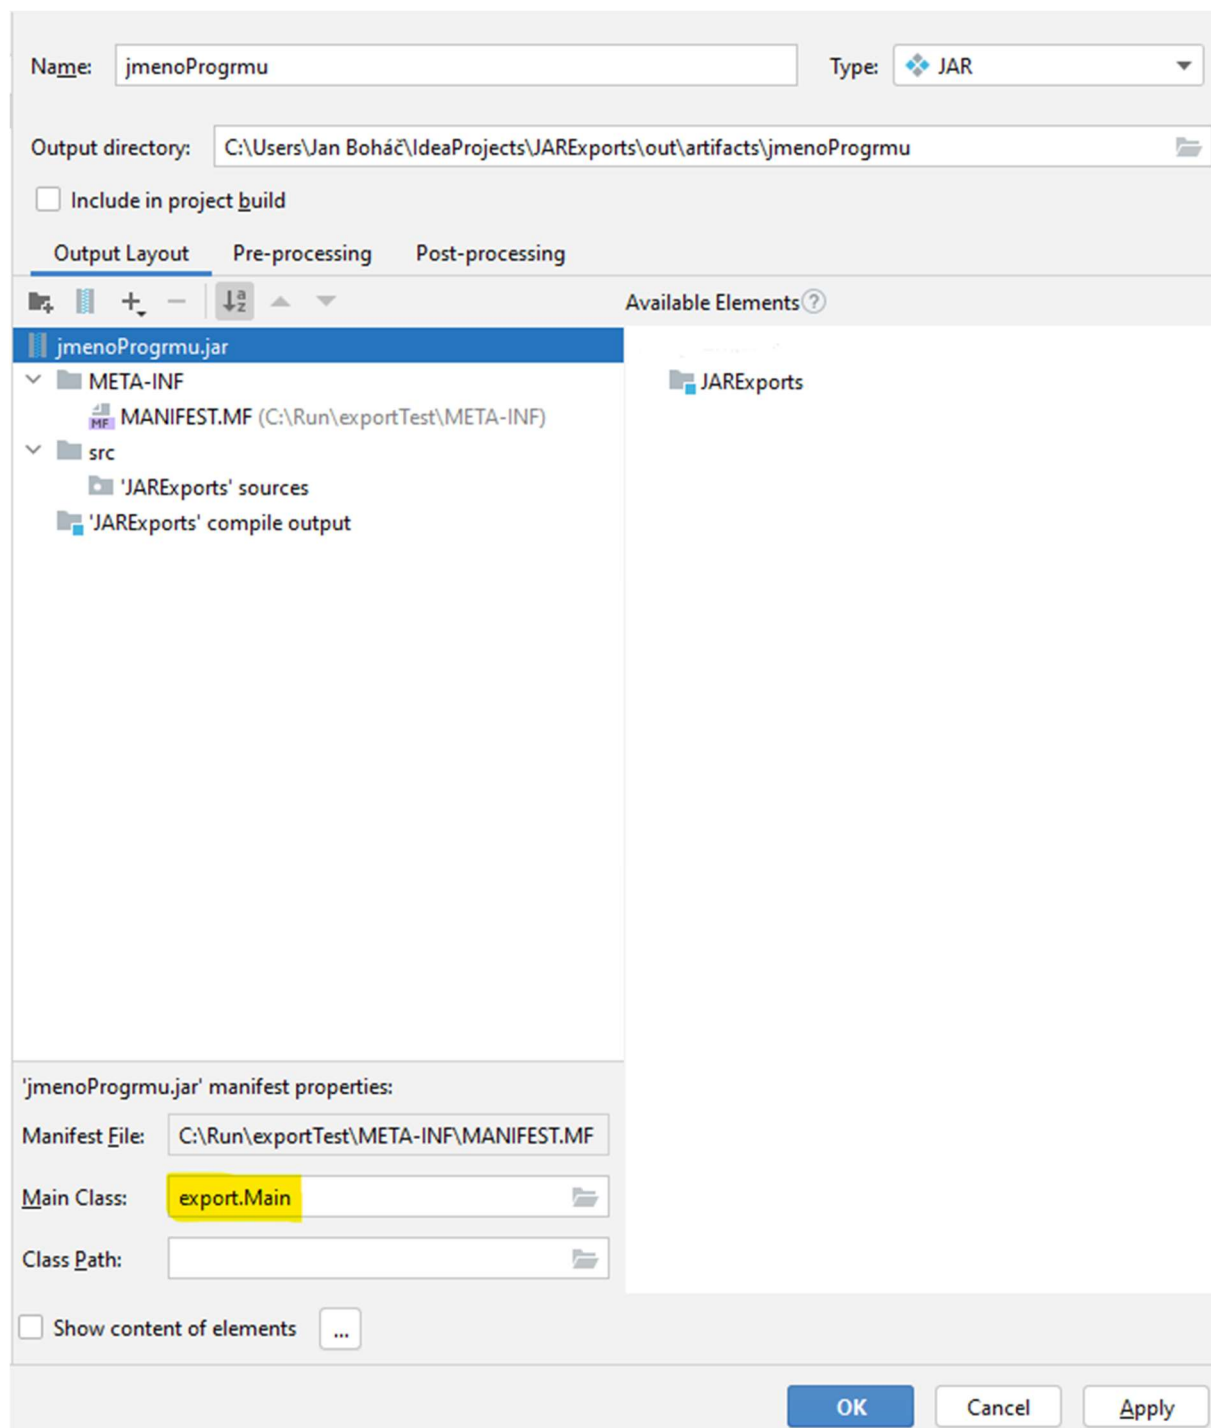 Name: jmenoProgrmu Type: JAR
Output directory: C:\Users\Jan Boháč\IdeaProjects\JARExports\out\artifacts\jmenoProgrmu
Include in project build
Output Layout Pre-processing Post-processing
Available Elements ?
jmenoProgrmu.jar
META-INF JARExports
MF MANIFEST.MF (C:\Run\exportTest\META-INF)
src
'JARExports' sources
'JARExports' compile output
'jmenoProgrmu.jar' manifest properties:
Manifest File: C:\Run\exportTest\META-INF\MANIFEST.MF
Main Class: export.Main
Class Path:
Show content of elements ...
OK Cancel Apply